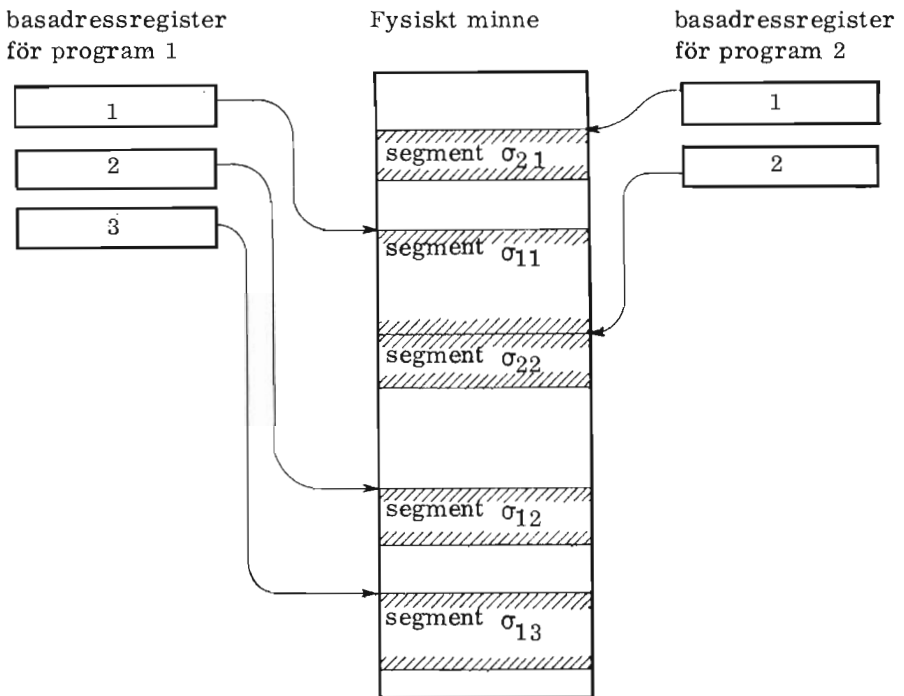 basadressregister
för program 1
1
2
3
Fysiskt minne
segment σ21
segment σ11
segment σ22
segment σ12
segment σ13
basadressregister
för program 2
1
2